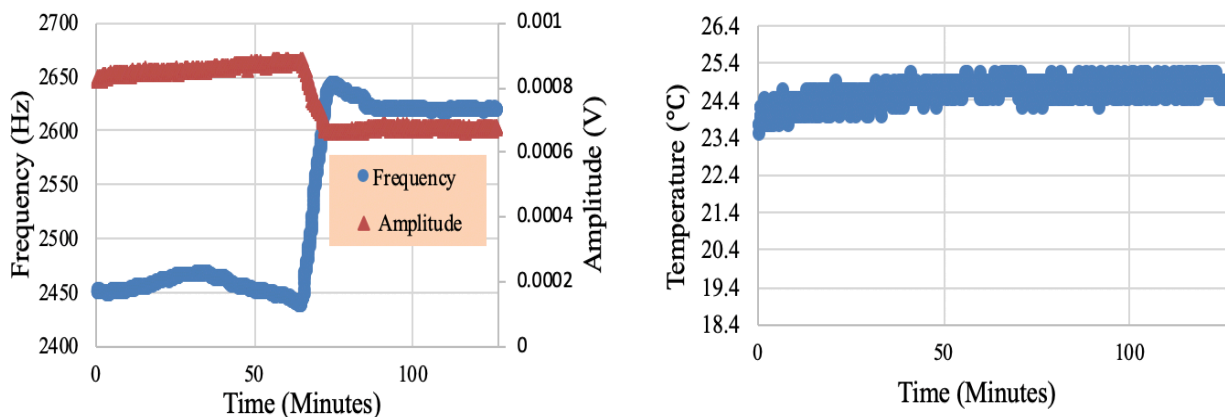 2700
2650
2600
2550
2500
2450
2400
Frequency (Hz)
0.001
0.0008
0.0006
0.0004
0.0002
0
Amplitude (V)
Frequency
Amplitude
0 50 100
Time (Minutes)
26.4
25.4
24.4
23.4
22.4
21.4
20.4
19.4
18.4
Temperature (°C)
0 50 100
Time (Minutes)